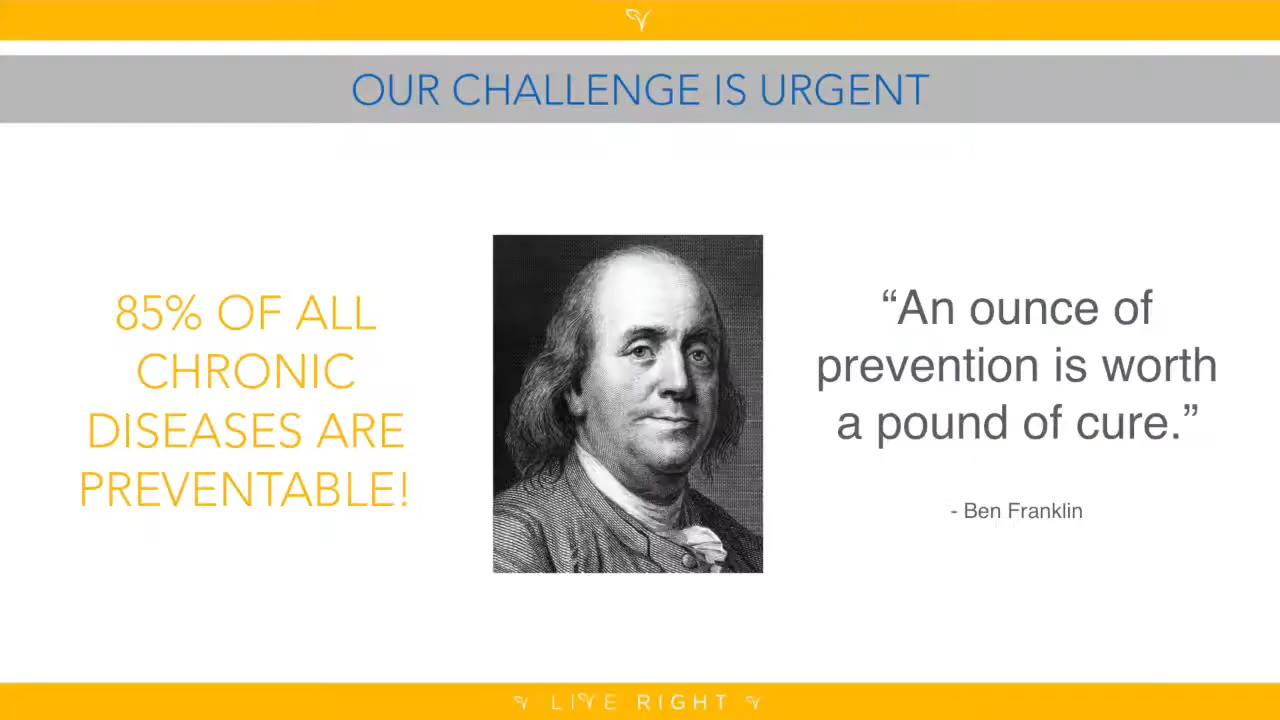 OUR CHALLENGE IS URGENT
85% OF ALL
CHRONIC
DISEASES ARE
PREVENTABLE!
“An ounce of
prevention is worth
a pound of cure.”
- Ben Franklin
LIVE RIGHT